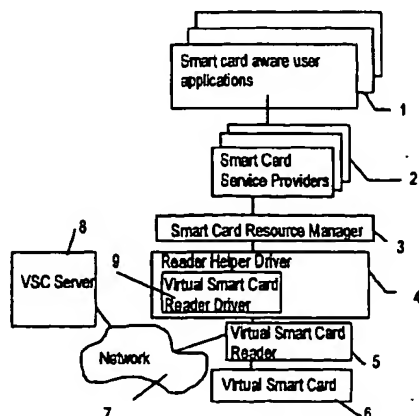 Smart card aware user
applications
1
Smart Card
Service Providers
2
Smart Card Resource Manager
3
8
VSC Server
9
Reader Helper Driver
Virtual Smart Card
Reader Driver
4
Network
7
Virtual Smart Card
Reader
5
Virtual Smart Card
6